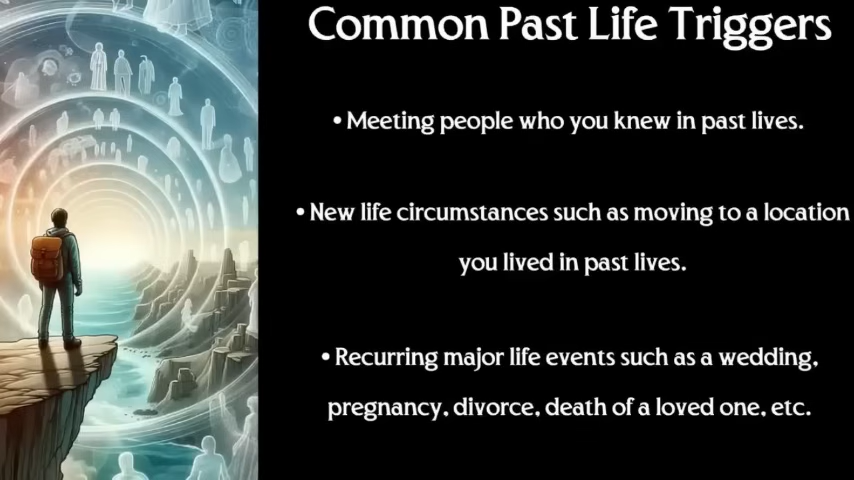 Common Past Life Triggers
• Meeting people who you knew in past lives.
• New life circumstances such as moving to a location
you lived in past lives.
• Recurring major life events such as a wedding,
pregnancy, divorce, death of a loved one, etc.